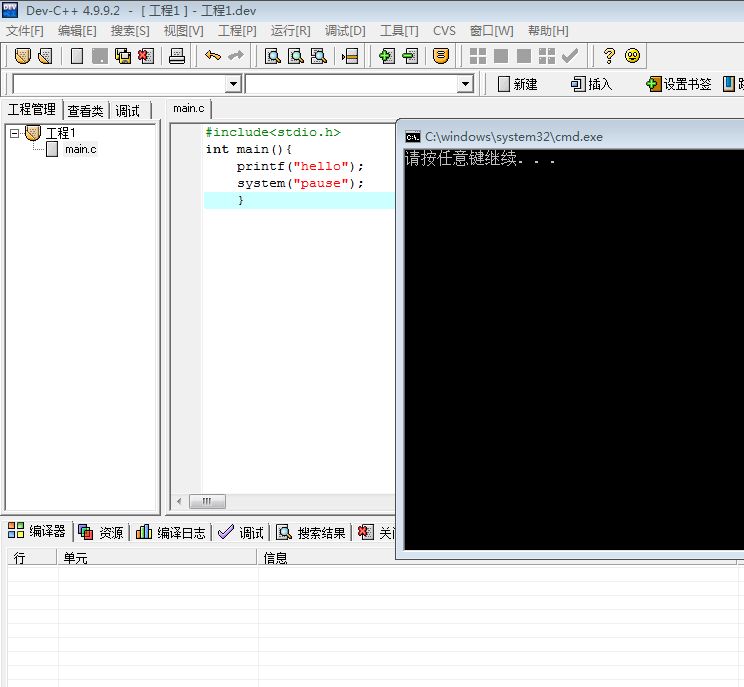 Dev-C++ 4.9.9.2 - [ 工程1 ] - 工程1.dev
文件[F] 编辑[E] 搜索[S] 视图[V] 工程[P] 运行[R] 调试[D] 工具[T] CVS 窗口[W] 帮助[H]
新建 插入 设置书签
工程管理 查看类 调试
main.c
工程1
main.c
#include<stdio.h>
int main(){
printf("hello");
system("pause");
}
C:\windows\system32\cmd.exe
请按任意键继续. . .
编译器 资源 编译日志 调试 搜索结果
行 单元 信息